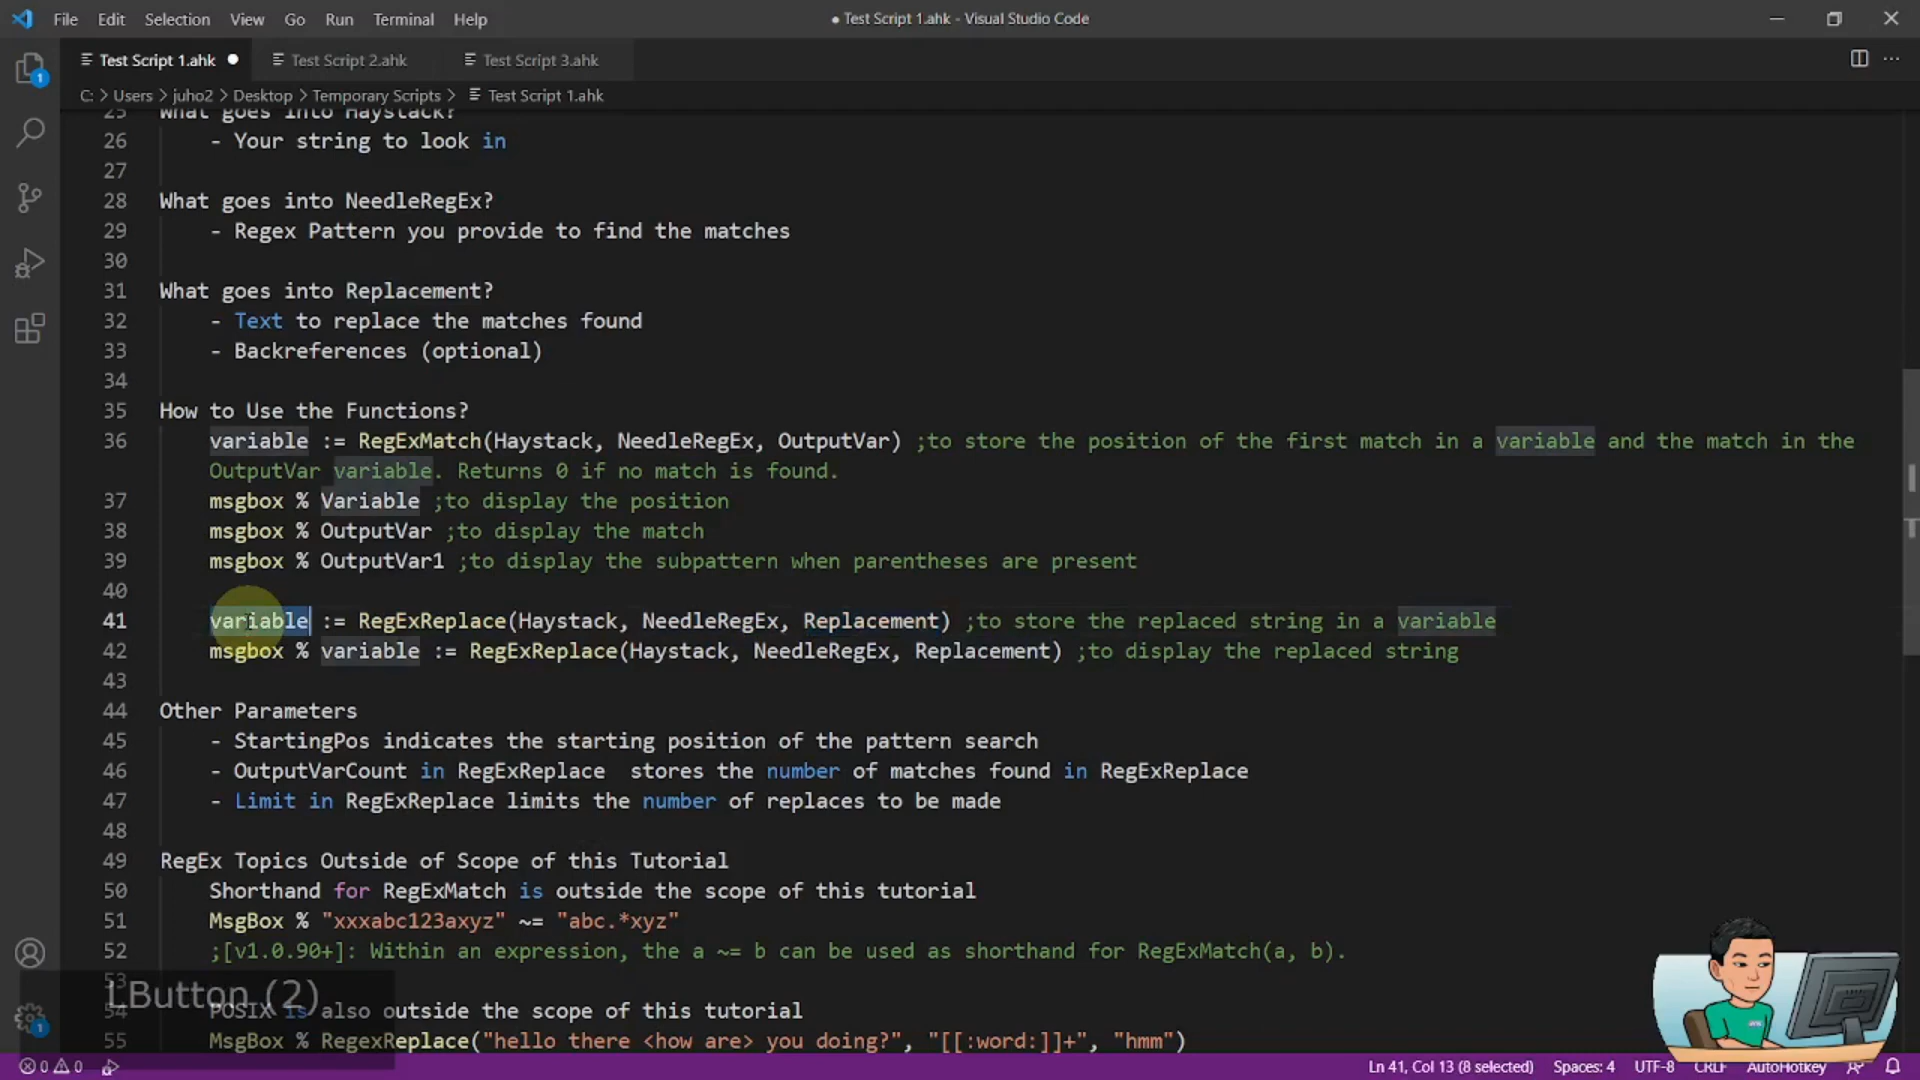 File Edit Selection View Go Run Terminal Help
● Test Script 1.ahk - Visual Studio Code
Test Script 1.ahk ● Test Script 2.ahk Test Script 3.ahk
1
C: > Users > juho2 > Desktop > Temporary Scripts > Test Script 1.ahk
25 What goes into Haystack?
26 - Your string to look in
27
28 What goes into NeedleRegEx?
29 - Regex Pattern you provide to find the matches
30
31 What goes into Replacement?
32 - Text to replace the matches found
33 - Backreferences (optional)
34
35 How to Use the Functions?
36 variable := RegExMatch(Haystack, NeedleRegEx, OutputVar) ;to store the position of the first match in a variable and the match in the
OutputVar variable. Returns 0 if no match is found.
37 msgbox % Variable ;to display the position
38 msgbox % OutputVar ;to display the match
39 msgbox % OutputVar1 ;to display the subpattern when parentheses are present
40
41 variable := RegExReplace(Haystack, NeedleRegEx, Replacement) ;to store the replaced string in a variable
42 msgbox % variable := RegExReplace(Haystack, NeedleRegEx, Replacement) ;to display the replaced string
43
44 Other Parameters
45 - StartingPos indicates the starting position of the pattern search
46 - OutputVarCount in RegExReplace  stores the number of matches found in RegExReplace
47 - Limit in RegExReplace limits the number of replaces to be made
48
49 RegEx Topics Outside of Scope of this Tutorial
50 Shorthand for RegExMatch is outside the scope of this tutorial
51 MsgBox % "xxxabc123axyz" ~= "abc.*xyz"
52 ;[v1.0.90+]: Within an expression, the a ~= b can be used as shorthand for RegExMatch(a, b).
53
LButton (2)
54 POSIX is also outside the scope of this tutorial
1
55 MsgBox % RegexReplace("hello there <how are> you doing?", "[[:word:]]+", "hmm")
0 0 Ln 41, Col 13 (8 selected) Spaces: 4 UTF-8 CRLF AutoHotkey